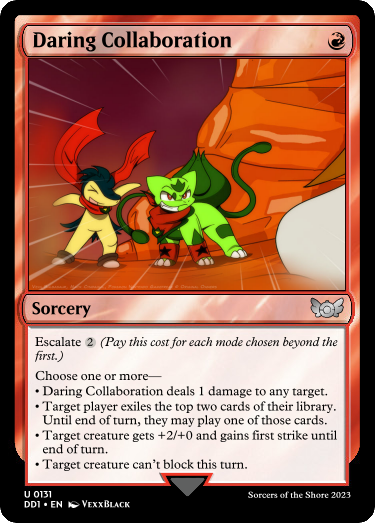 Daring Collaboration
Sorcery
Escalate 2 (Pay this cost for each mode chosen beyond the
first.)
Choose one or more—
• Daring Collaboration deals 1 damage to any target.
• Target player exiles the top two cards of their library.
Until end of turn, they may play one of those cards.
• Target creature gets +2/+0 and gains first strike until
end of turn.
• Target creature can't block this turn.
U 0131
DD1 • EN VEXXBLACK
Sorcers of the Shore 2023